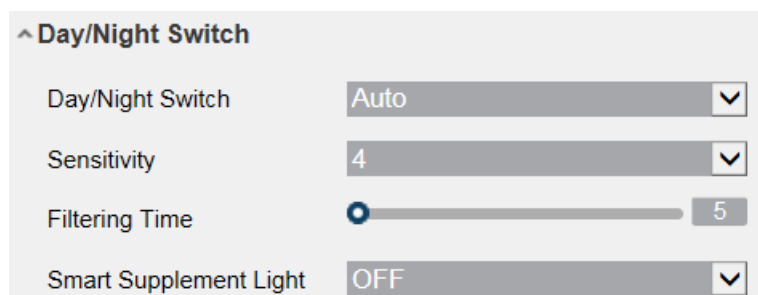 Day/Night Switch
Day/Night Switch Auto
Sensitivity 4
Filtering Time 5
Smart Supplement Light OFF